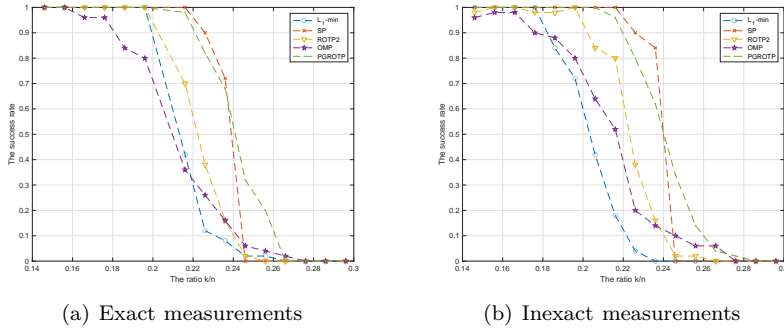 1
0.9
0.8
0.7
0.6
0.5
0.4
0.3
0.2
0.1
0
The success rate
0.14 0.16 0.18 0.2 0.22 0.24 0.26 0.28 0.3
The ratio k/n
L₁-min
SP
ROTP2
OMP
PGROTP
(a) Exact measurements
1
0.9
0.8
0.7
0.6
0.5
0.4
0.3
0.2
0.1
0
The success rate
0.14 0.16 0.18 0.2 0.22 0.24 0.26 0.28 0.3
The ratio k/n
L₁-min
SP
ROTP2
OMP
PGROTP
(b) Inexact measurements